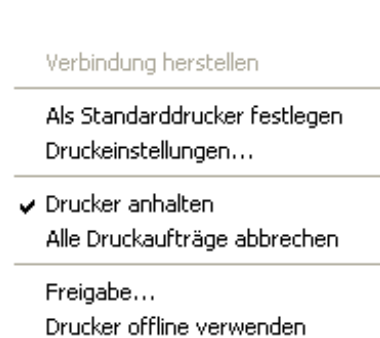 Verbindung herstellen
Als Standarddrucker festlegen
Druckeinstellungen...
Drucker anhalten
Alle Druckaufträge abbrechen
Freigabe...
Drucker offline verwenden